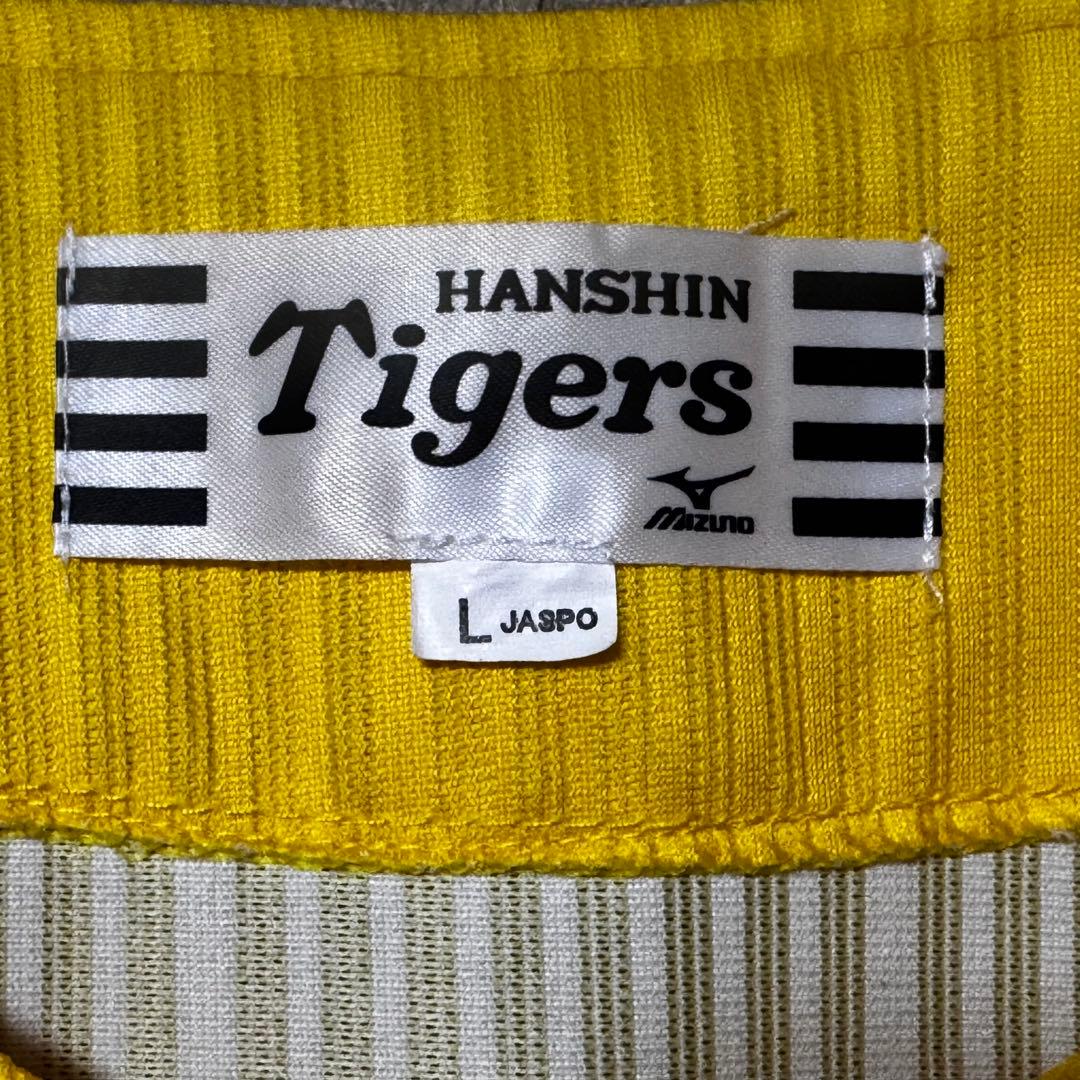 HANSHIN
Tigers
MIZUNO
L JASPO